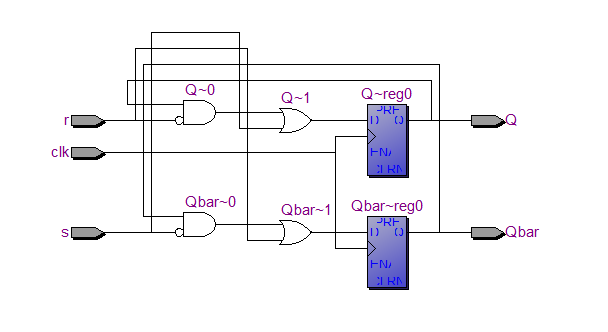 Q~0
Q~1
Q~reg0
r
PRE
D Q
Q
clk
ENA
CLRN
Qbar~0
Qbar~1
Qbar~reg0
s
PRE
D Q
Qbar
ENA
CLRN